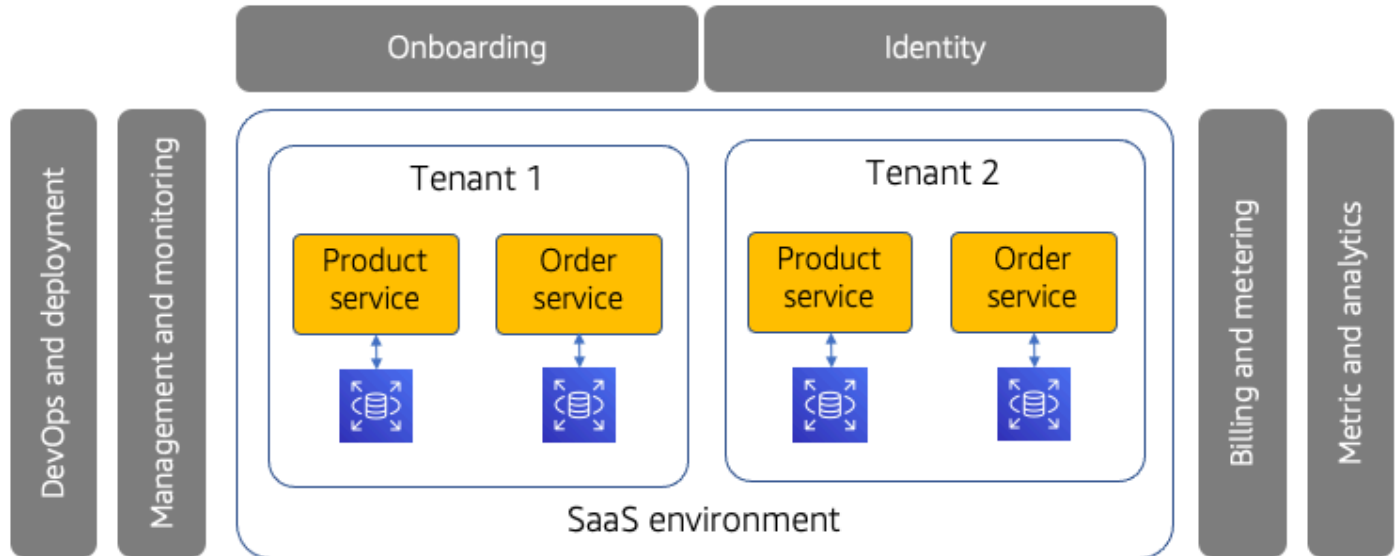 Onboarding
Identity
DevOps and deployment
Management and monitoring
Tenant 1
Product
service
Order
service
Tenant 2
Product
service
Order
service
SaaS environment
Billing and metering
Metric and analytics